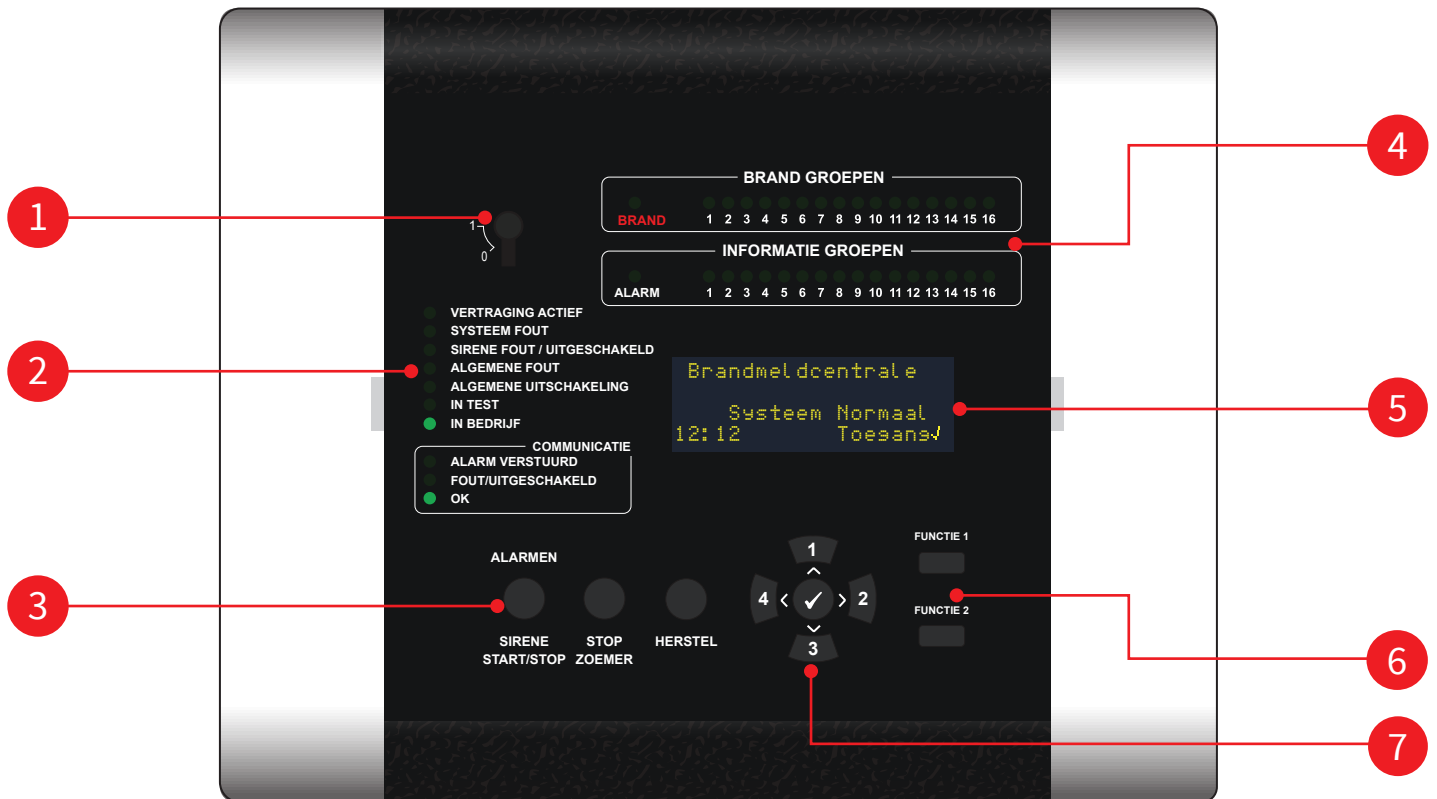 BRAND GROEPEN
BRAND 1 2 3 4 5 6 7 8 9 10 11 12 13 14 15 16
INFORMATIE GROEPEN
ALARM 1 2 3 4 5 6 7 8 9 10 11 12 13 14 15 16
1
0
VERTRAGING ACTIEF
SYSTEEM FOUT
SIRENE FOUT / UITGESCHAKELD
ALGEMENE FOUT
ALGEMENE UITSCHAKELING
IN TEST
IN BEDRIJF
COMMUNICATIE
ALARM VERSTUURD
FOUT/UITGESCHAKELD
OK
Brandmeldcentrale
Systeem Normaal
12:12 Toegang✓
ALARMEN
SIRENE
START/STOP
STOP
ZOEMER
HERSTEL
1
4 < ✓ > 2
3
FUNCTIE 1
FUNCTIE 2
1
2
3
4
5
6
7